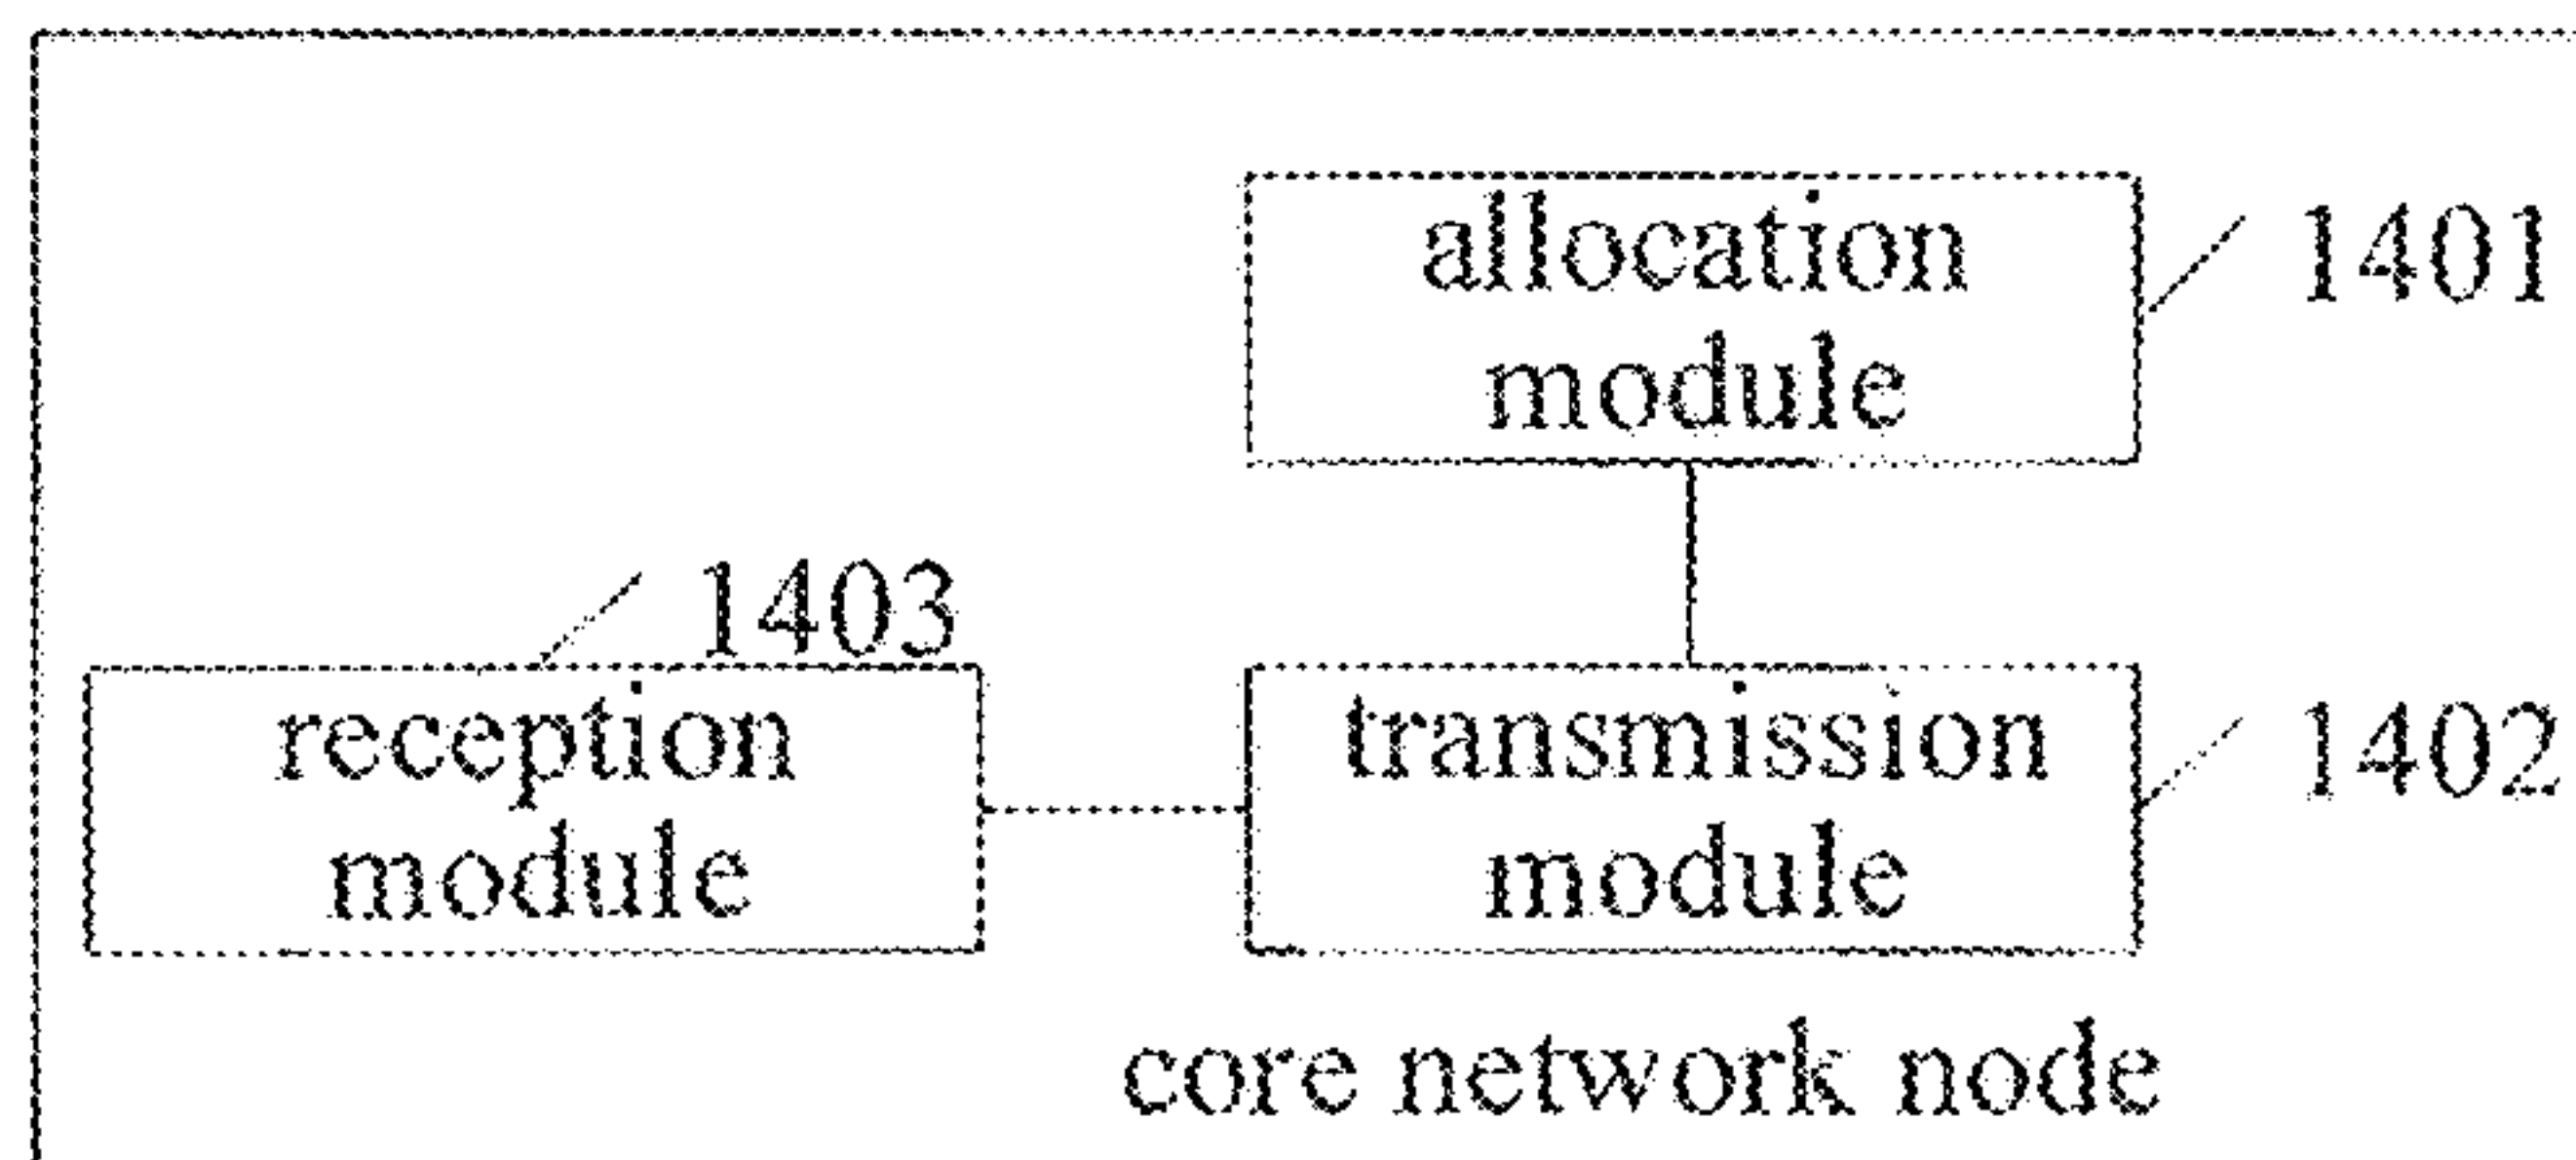 allocation
module
1401
1403
reception
module
transmission
module
1402
core network node